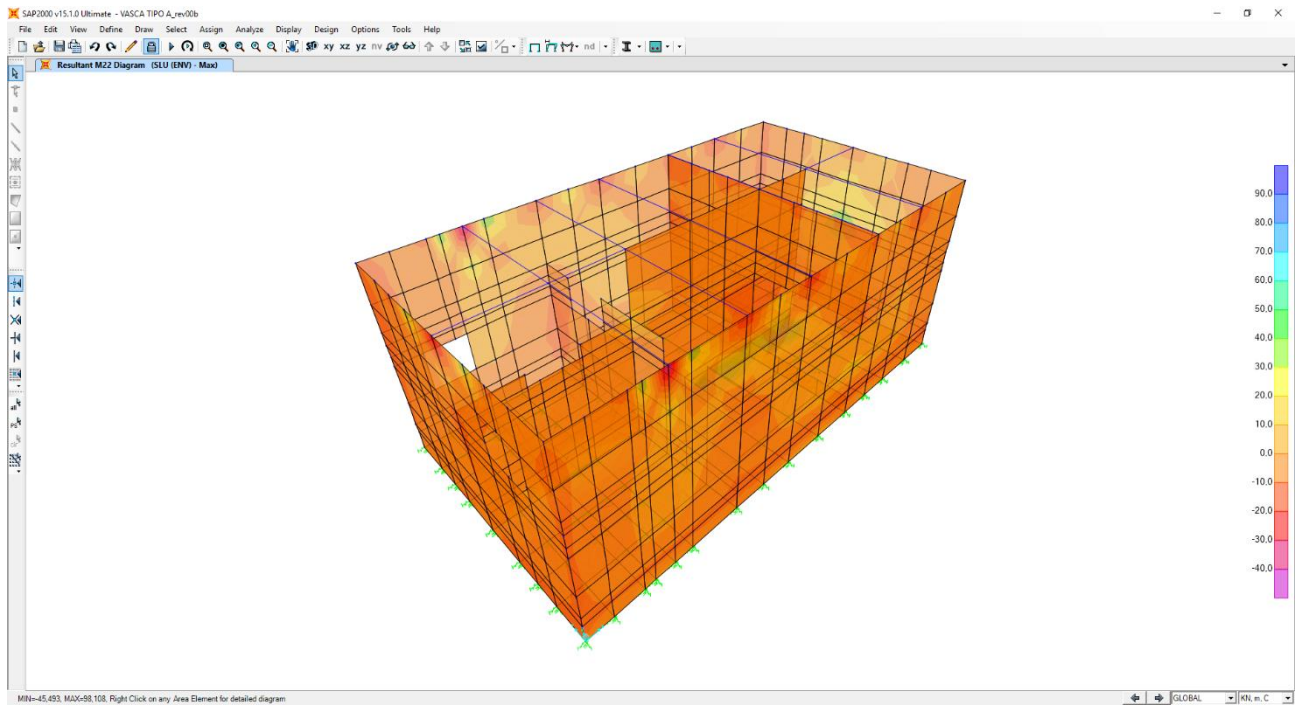 SAP2000 v15.1.0 Ultimate - VASCA TIPO A_rev00b
File Edit View Define Draw Select Assign Analyze Display Design Options Tools Help
xy xz yz nv nd
Resultant M22 Diagram (SLU (ENV) - Max)
90.0
80.0
70.0
60.0
50.0
40.0
30.0
20.0
10.0
0.0
-10.0
-20.0
-30.0
-40.0
all
PS
clr
MIN=-45,493, MAX=98,108, Right Click on any Area Element for detailed diagram
GLOBAL
KN, m, C